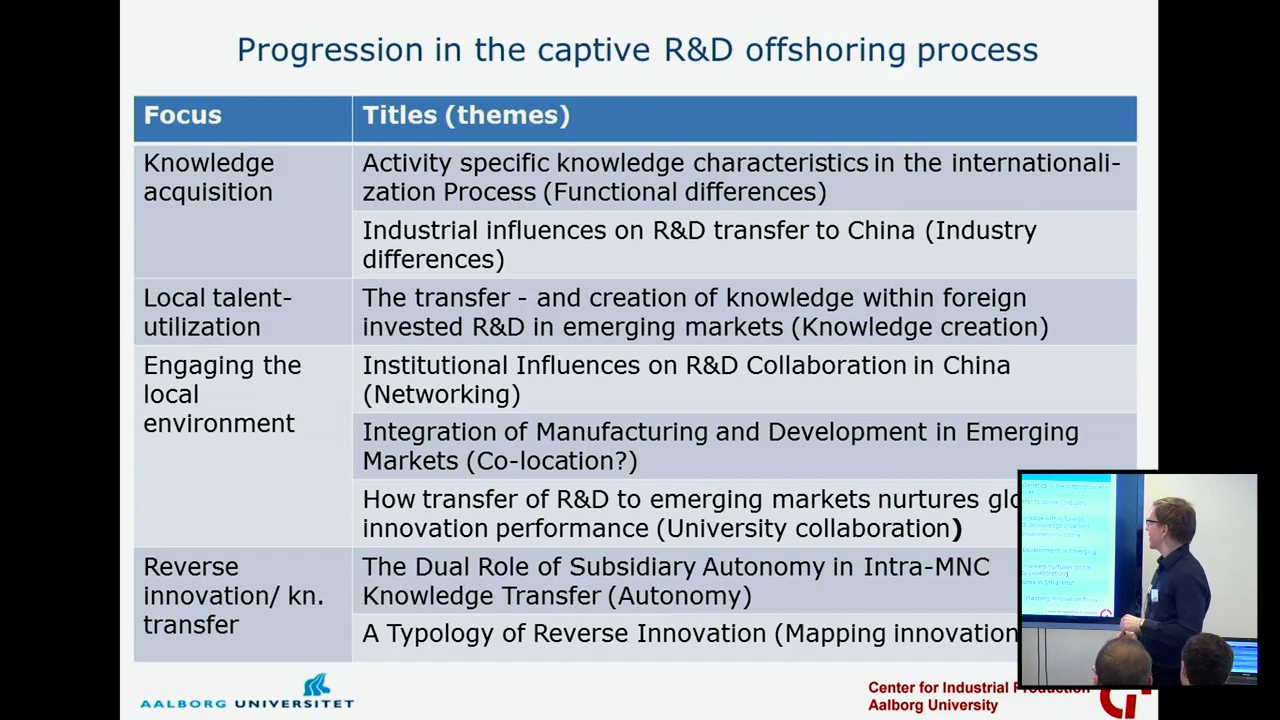 Progression in the captive R&D offshoring process
Focus
Titles (themes)
Knowledge
acquisition
Activity specific knowledge characteristics in the internationali-
zation Process (Functional differences)
Industrial influences on R&D transfer to China (Industry
differences)
Local talent-
utilization
The transfer - and creation of knowledge within foreign
invested R&D in emerging markets (Knowledge creation)
Engaging the
local
environment
Institutional Influences on R&D Collaboration in China
(Networking)
Integration of Manufacturing and Development in Emerging
Markets (Co-location?)
How transfer of R&D to emerging markets nurtures glo
innovation performance (University collaboration)
Reverse
innovation/ kn.
transfer
The Dual Role of Subsidiary Autonomy in Intra-MNC
Knowledge Transfer (Autonomy)
A Typology of Reverse Innovation (Mapping innovation
AALBORG UNIVERSITET
Center for Industrial Production
Aalborg University